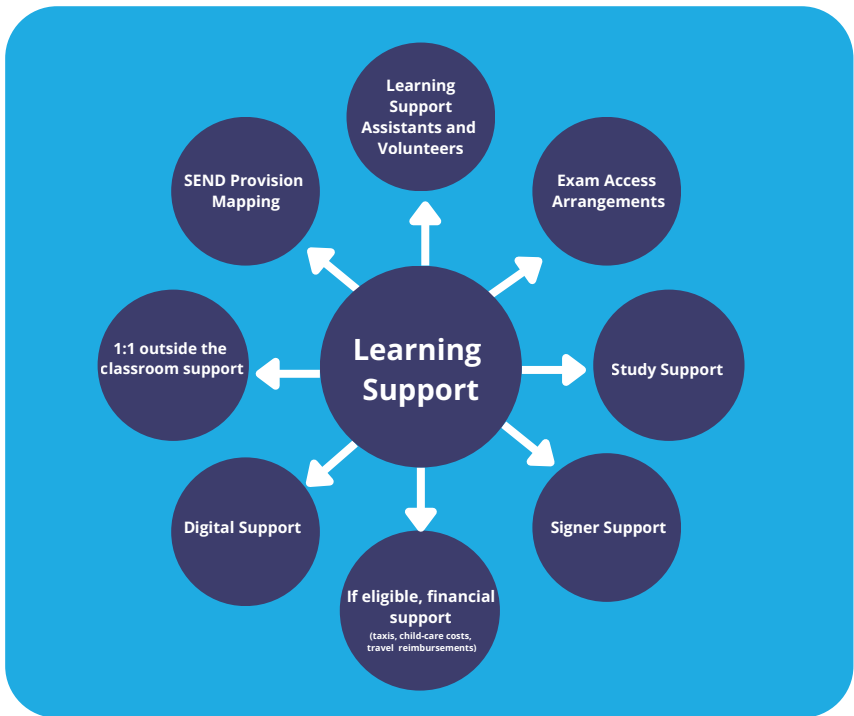 Learning
Support
Assistants and
Volunteers
SEND Provision
Mapping
Exam Access
Arrangements
1:1 outside the
classroom support
Learning
Support
Study Support
Digital Support
Signer Support
If eligible, financial
support
(taxis, child-care costs,
travel reimbursements)